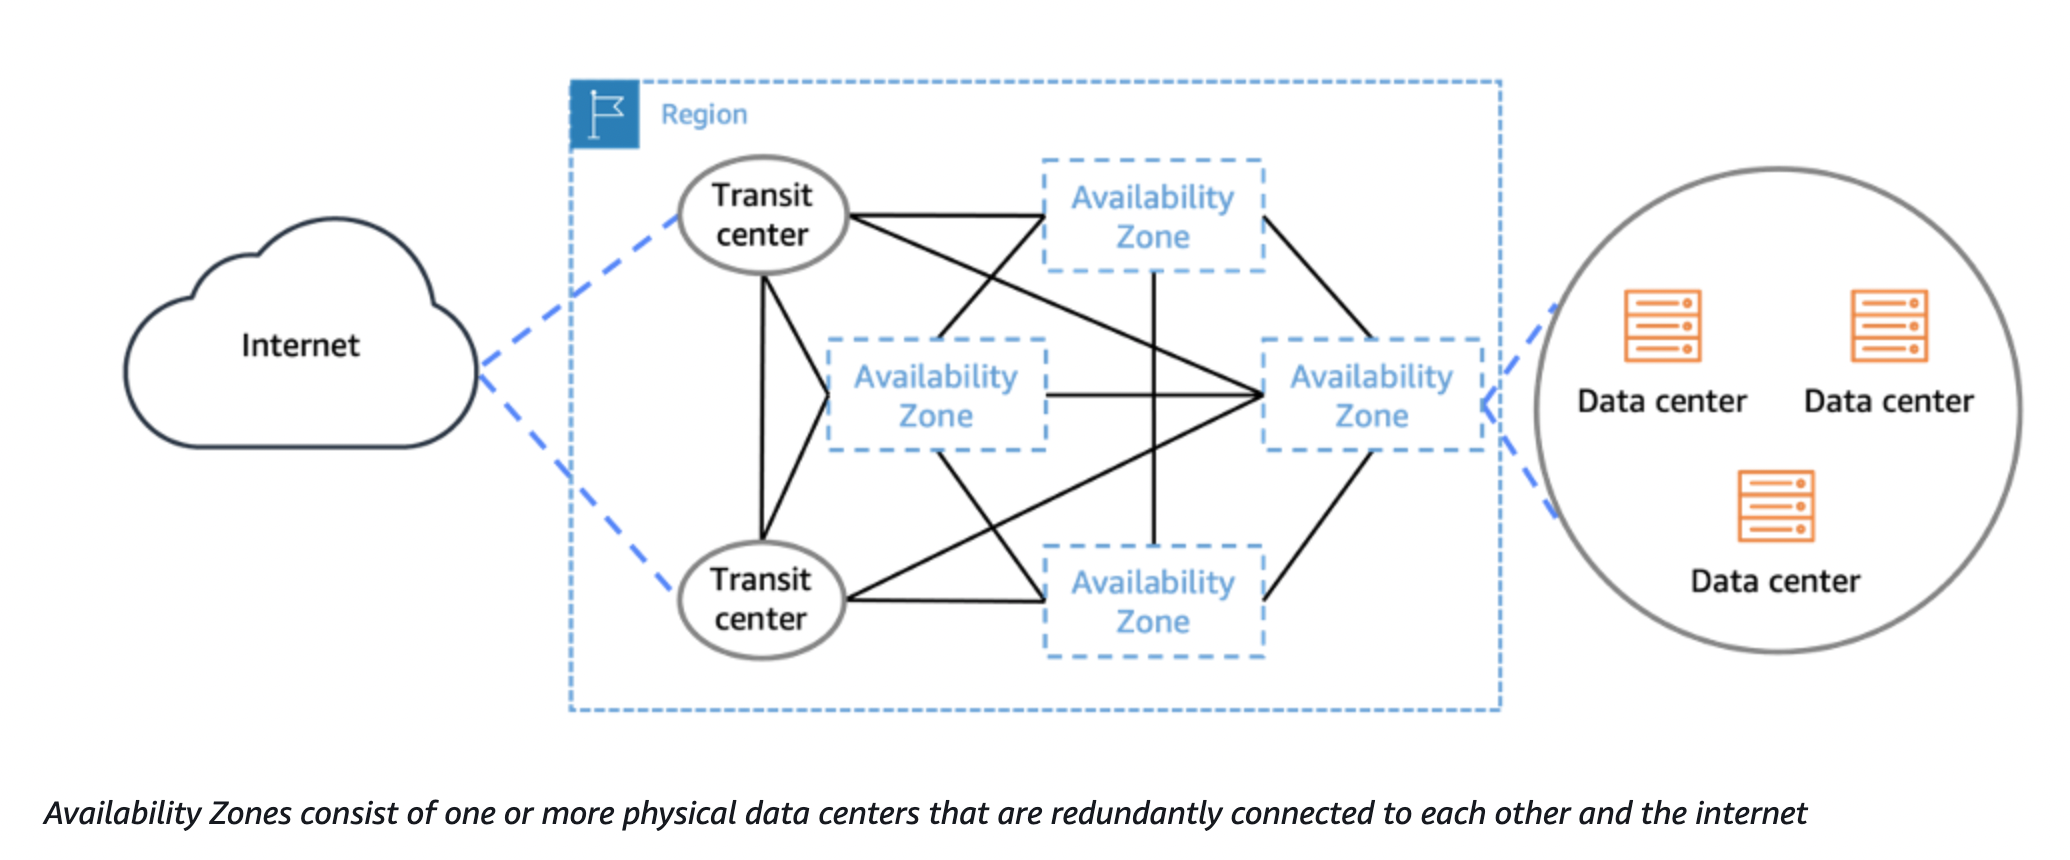 Region
Transit
center
Availability
Zone
Internet
Availability
Zone
Availability
Zone
Data center
Data center
Transit
center
Availability
Zone
Data center
Availability Zones consist of one or more physical data centers that are redundantly connected to each other and the internet